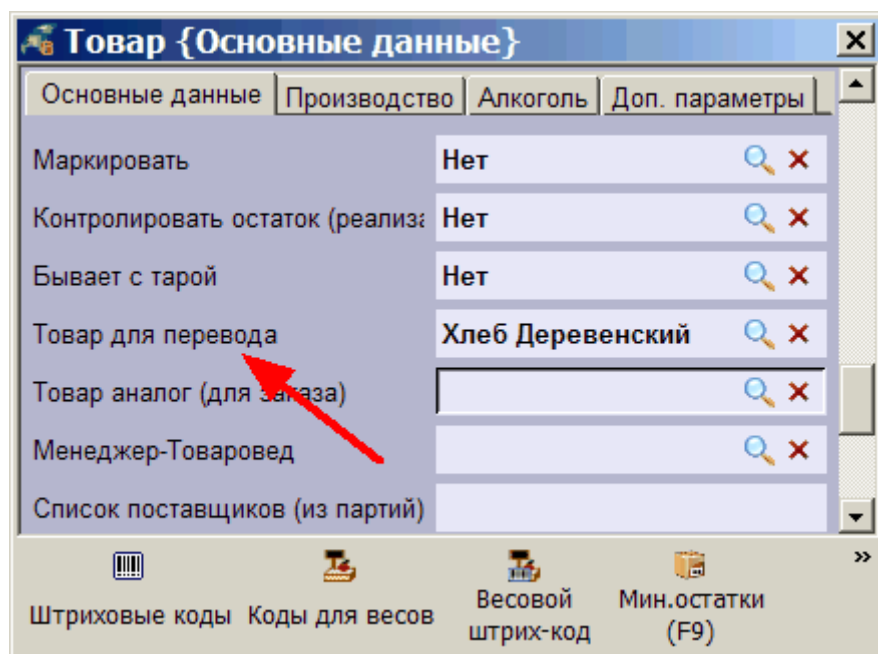 Товар {Основные данные}
Основные данные Производство Алкоголь Доп. параметры
Маркировать Нет
Контролировать остаток (реализа Нет
Бывает с тарой Нет
Товар для перевода Хлеб Деревенский
Товар аналог (для заказа)
Менеджер-Товаровед
Список поставщиков (из партий)
Штриховые коды Коды для весов Весовой штрих-код Мин.остатки (F9)